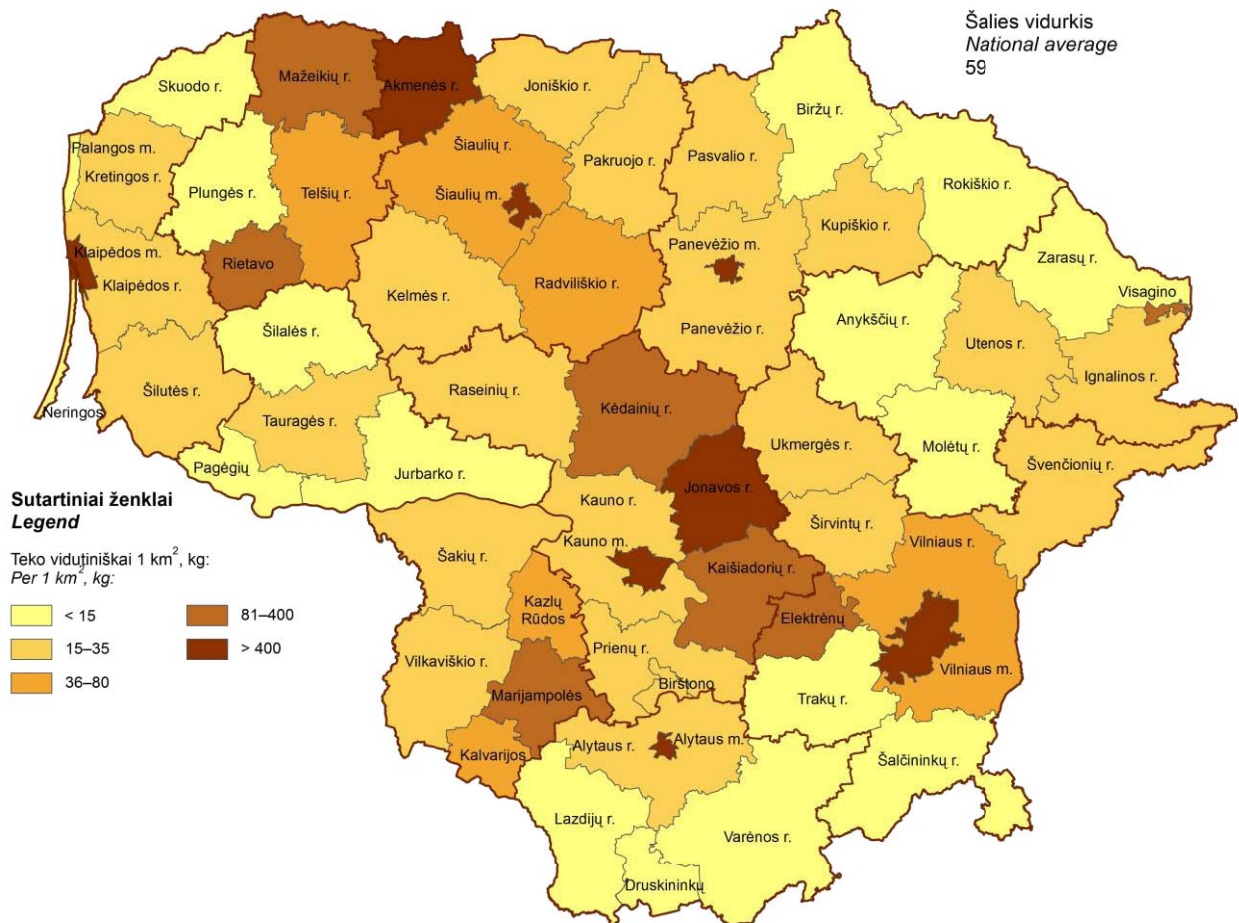 Šalies vidurkis
National average
59
Skuodo r.
Mažeikių r.
Akmenės r.
Joniškio r.
Biržų r.
Palangos m.
Kretingos r.
Plungės r.
Telšių r.
Šiaulių r.
Šiaulių m.
Pakruojo r.
Pasvalio r.
Rokiškio r.
Kupiškio r.
Klaipėdos m.
Klaipėdos r.
Rietavo
Kelmės r.
Radviliškio r.
Panevėžio m.
Panevėžio r.
Zarasų r.
Visagino
Anykščių r.
Utenos r.
Ignalinos r.
Šilalės r.
Šilutės r.
Neringos
Raseinių r.
Kėdainių r.
Tauragės r.
Ukmergės r.
Molėtų r.
Švenčionių r.
Pagėgių
Jurbarko r.
Jonavos r.
Kauno r.
Kauno m.
Širvintų r.
Vilniaus r.
Šakių r.
Kaišiadorių r.
Kazlų
Rūdos
Elektrėnų
Vilkaviškio r.
Prienų r.
Birštono
Marijampolės
Trakų r.
Vilniaus m.
Kalvarijos
Alytaus r.
Alytaus m.
Šalčininkų r.
Lazdijų r.
Varėnos r.
Druskininkų
Sutartiniai ženklai
Legend
Teko vidutiniškai 1 km², kg:
Per 1 km², kg:
< 15
15–35
36–80
81–400
> 400